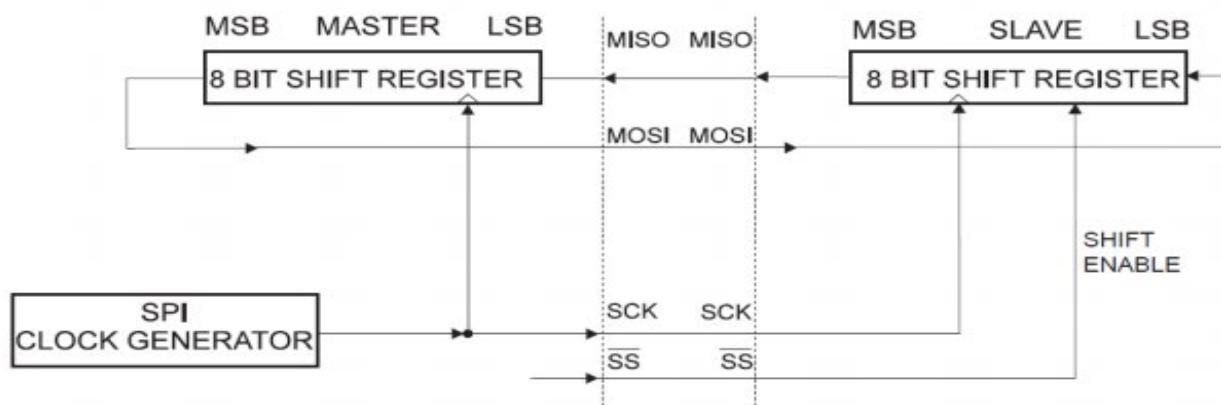 MSB MASTER LSB
MISO MISO
MSB SLAVE LSB
8 BIT SHIFT REGISTER
8 BIT SHIFT REGISTER
MOSI MOSI
SHIFT
ENABLE
SPI
CLOCK GENERATOR
SCK SCK
SS SS